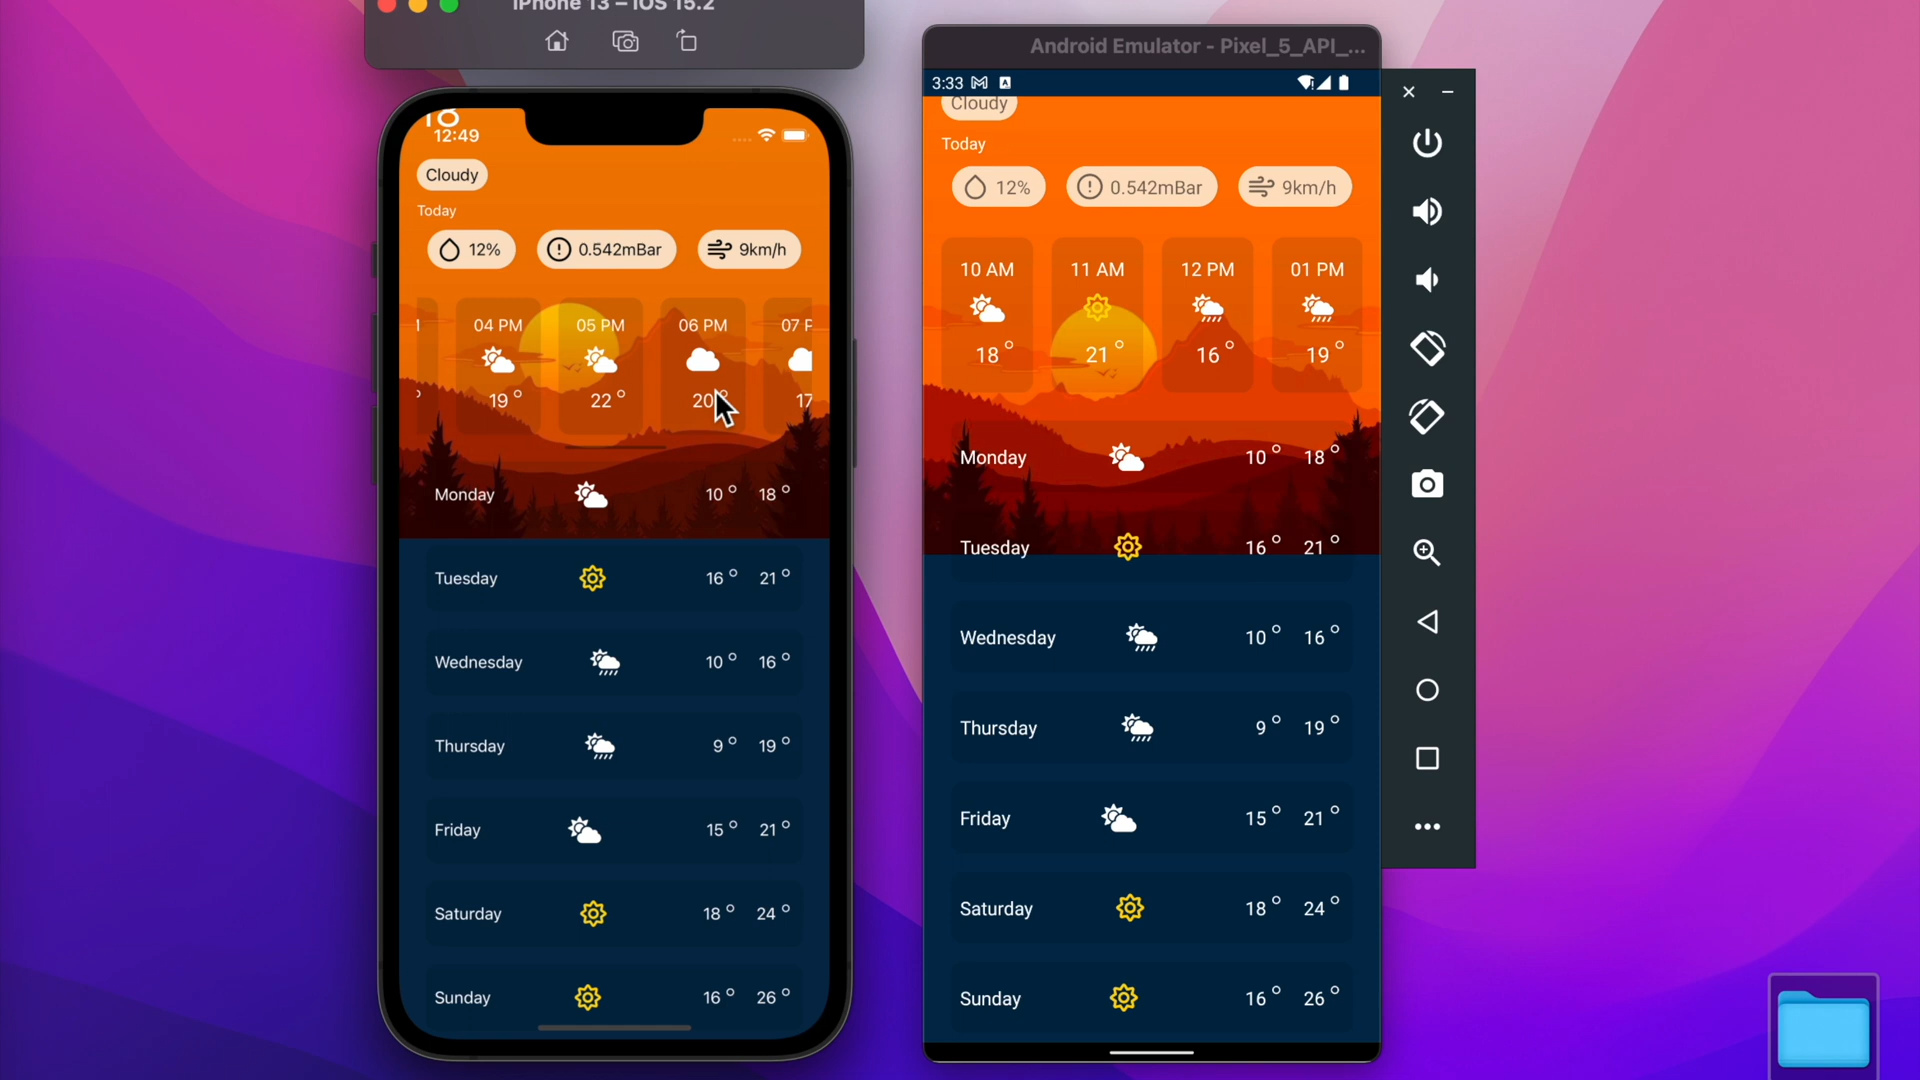 iPhone 13 – iOS 15.2
18
12:49
Cloudy
Today
12%
0.542mBar
9km/h
04 PM
05 PM
06 PM
07 P
19 °
22 °
20 °
17
Monday 10 ° 18 °
Tuesday 16 ° 21 °
Wednesday 10 ° 16 °
Thursday 9 ° 19 °
Friday 15 ° 21 °
Saturday 18 ° 24 °
Sunday 16 ° 26 °
Android Emulator - Pixel_5_API_...
3:33
Cloudy
Today
12%
0.542mBar
9km/h
10 AM
11 AM
12 PM
01 PM
18 °
21 °
16 °
19 °
Monday 10 ° 18 °
Tuesday 16 ° 21 °
Wednesday 10 ° 16 °
Thursday 9 ° 19 °
Friday 15 ° 21 °
Saturday 18 ° 24 °
Sunday 16 ° 26 °